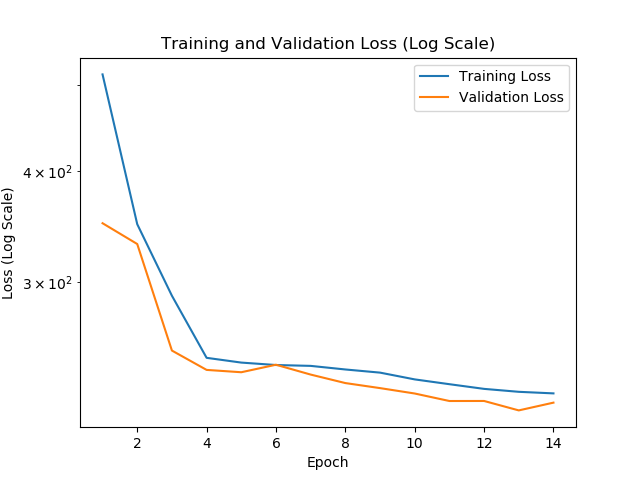 Training and Validation Loss (Log Scale)
Training Loss
Validation Loss
4 × 10²
3 × 10²
Loss (Log Scale)
2 4 6 8 10 12 14
Epoch